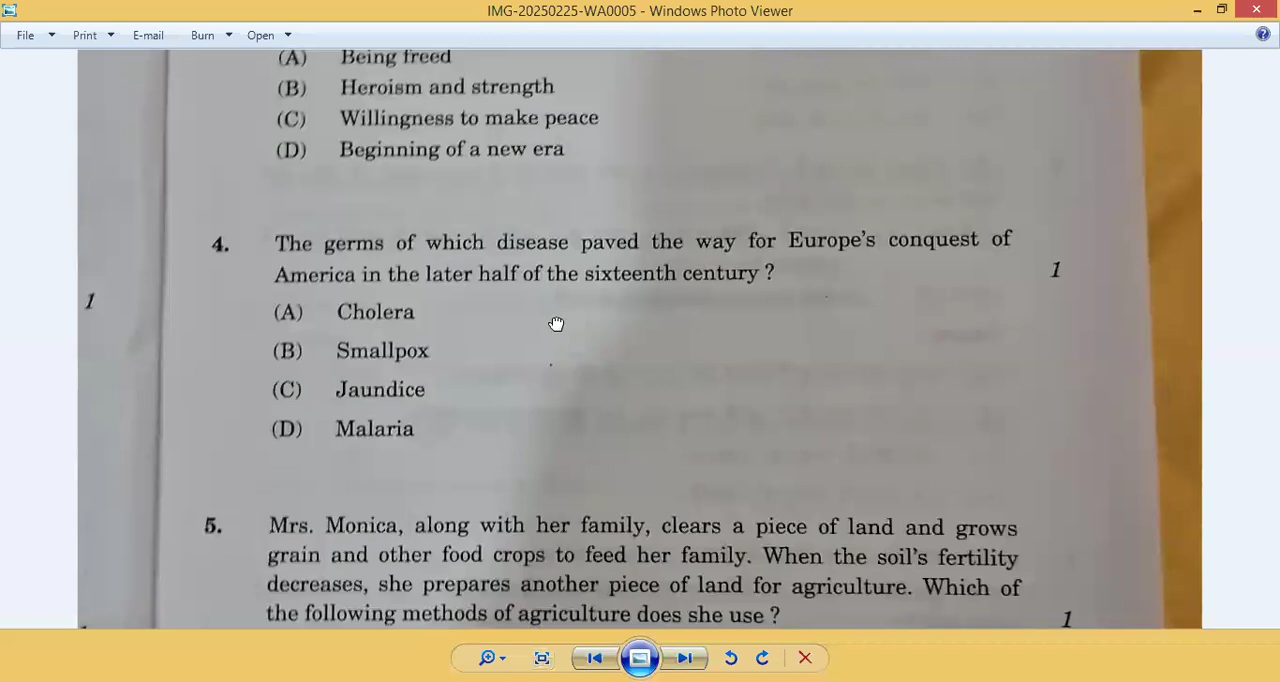 IMG-20250225-WA0005 - Windows Photo Viewer
File Print E-mail Burn Open
(A) Being freed
(B) Heroism and strength
(C) Willingness to make peace
(D) Beginning of a new era
4. The germs of which disease paved the way for Europe's conquest of
America in the later half of the sixteenth century ? 1
1
(A) Cholera
(B) Smallpox
(C) Jaundice
(D) Malaria
5. Mrs. Monica, along with her family, clears a piece of land and grows
grain and other food crops to feed her family. When the soil's fertility
decreases, she prepares another piece of land for agriculture. Which of
the following methods of agriculture does she use ? 1